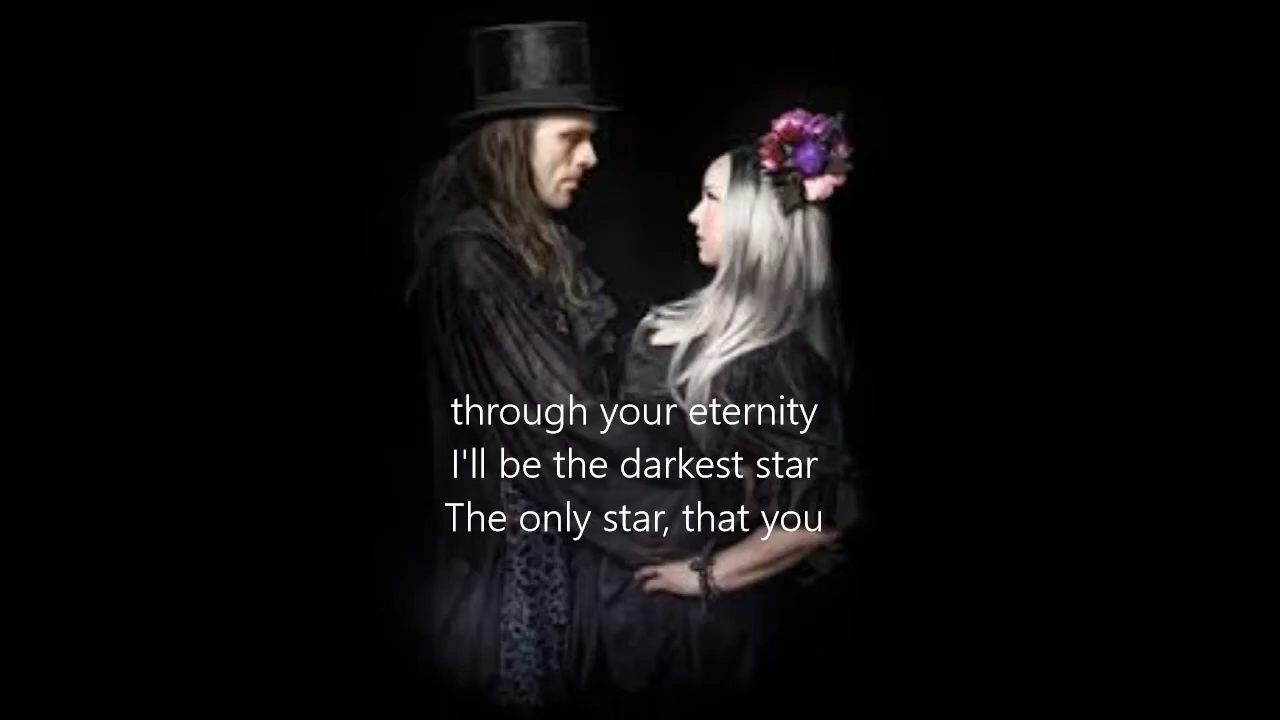 through your eternity
I'll be the darkest star
The only star, that you